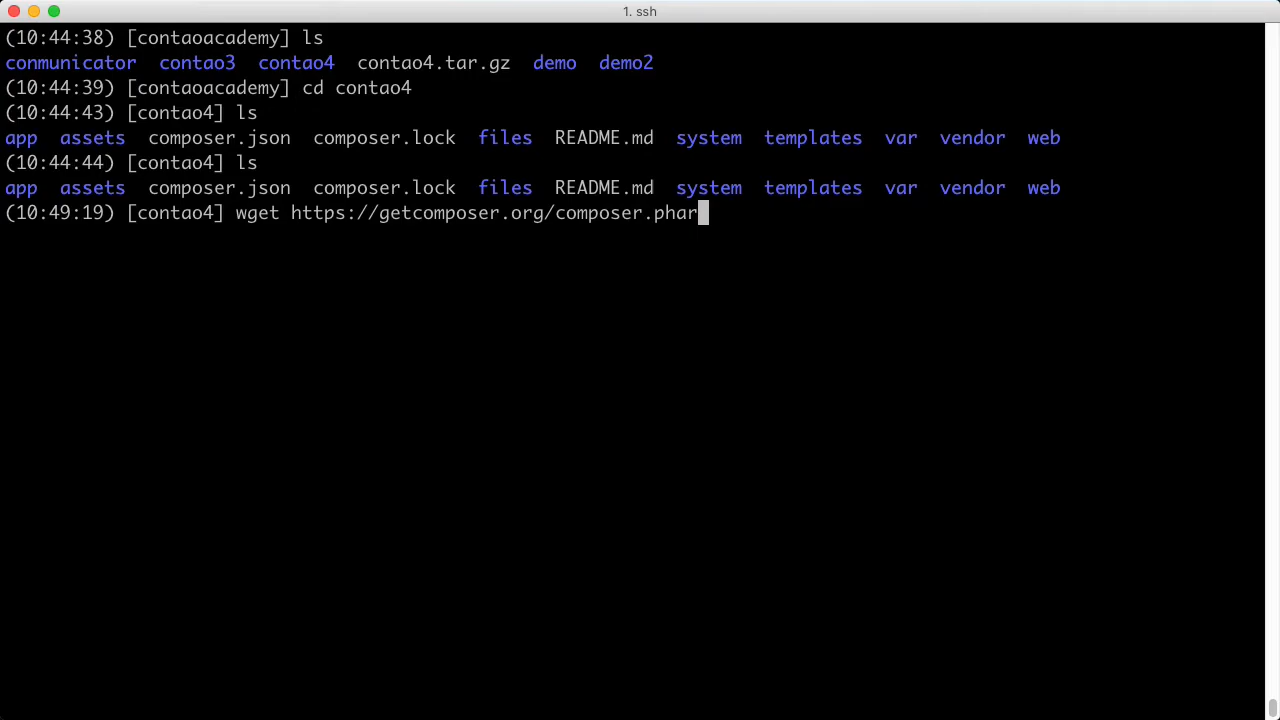 1. ssh
(10:44:38) [contaoacademy] ls
conmunicator contao3 contao4 contao4.tar.gz demo demo2
(10:44:39) [contaoacademy] cd contao4
(10:44:43) [contao4] ls
app assets composer.json composer.lock files README.md system templates var vendor web
(10:44:44) [contao4] ls
app assets composer.json composer.lock files README.md system templates var vendor web
(10:49:19) [contao4] wget https://getcomposer.org/composer.phar